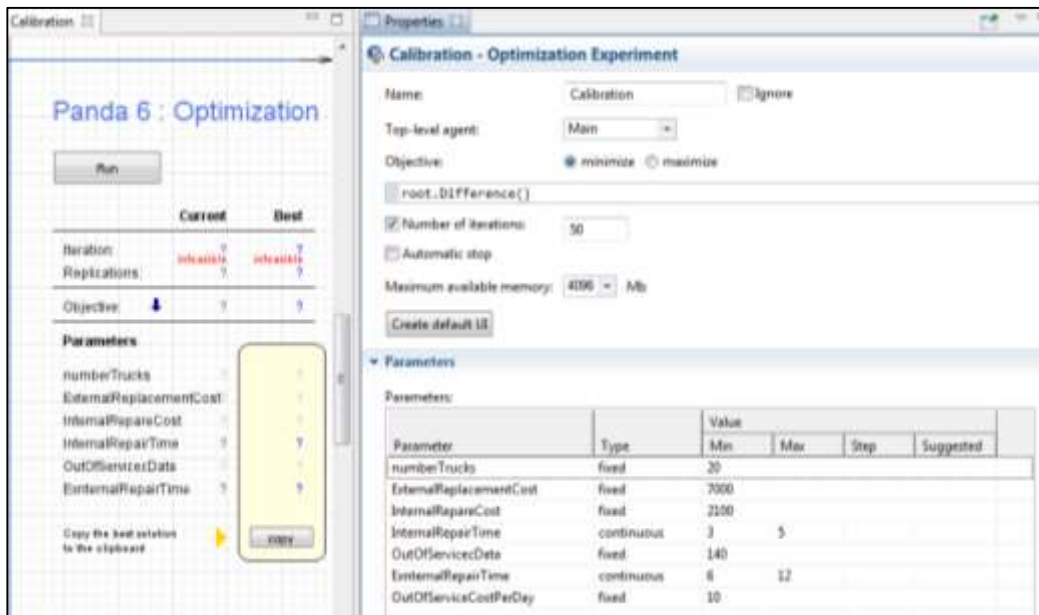 Calibration
Panda 6 : Optimization
Run
Current Best
Iteration: ? ?
infeasible infeasible
Replications: ? ?
Objective: ? ?
Parameters
numberTrucks ? ?
ExternalReplacementCost ? ?
InternalRepareCost ? ?
InternalRepairTime ? ?
OutOfServicecData ? ?
ExnternalRepairTime ? ?
Copy the best solution
to the clipboard
copy
Properties
Calibration - Optimization Experiment
Name: Calibration Ignore
Top-level agent: Main
Objective: minimize maximize
root.Difference()
Number of iterations: 50
Automatic stop
Maximum available memory: 4096 Mb
Create default UI
Parameters
Parameters:
Value
Parameter Type Min Max Step Suggested
numberTrucks fixed 20
ExternalReplacementCost fixed 7000
InternalRepareCost fixed 2100
InternalRepairTime continuous 3 5
OutOfServicecData fixed 140
ExnternalRepairTime continuous 6 12
OutOfServiceCostPerDay fixed 10